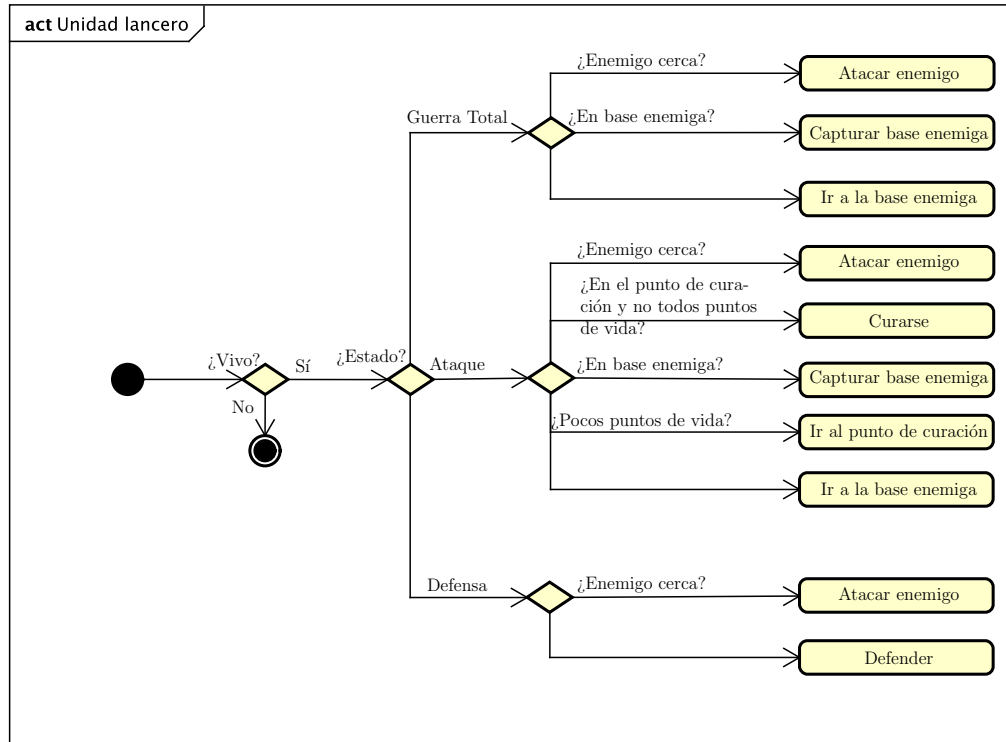 act Unidad lancero
¿Enemigo cerca?
Atacar enemigo
Guerra Total
¿En base enemiga?
Capturar base enemiga
Ir a la base enemiga
¿Enemigo cerca?
Atacar enemigo
¿En el punto de cura-
ción y no todos puntos
de vida?
Curarse
¿Vivo?
Sí
¿Estado?
Ataque
¿En base enemiga?
Capturar base enemiga
No
¿Pocos puntos de vida?
Ir al punto de curación
Ir a la base enemiga
Defensa
¿Enemigo cerca?
Atacar enemigo
Defender